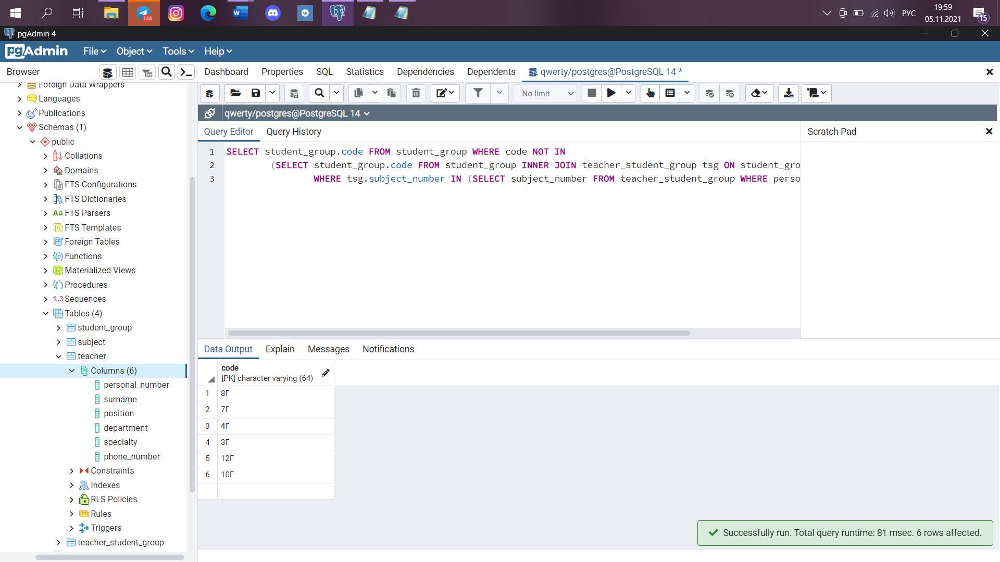 144
W
РУС
19:59
05.11.2021
15
pgAdmin 4
pgAdmin
File
Object
Tools
Help
Browser
Dashboard
Properties
SQL
Statistics
Dependencies
Dependents
qwerty/postgres@PostgreSQL 14 *
No limit
qwerty/postgres@PostgreSQL 14
Query Editor
Query History
Scratch Pad
1 SELECT student_group.code FROM student_group WHERE code NOT IN
2 (SELECT student_group.code FROM student_group INNER JOIN teacher_student_group tsg ON student_gro
3 WHERE tsg.subject_number IN (SELECT subject_number FROM teacher_student_group WHERE perso
Foreign Data Wrappers
Languages
Publications
Schemas (1)
public
Collations
Domains
FTS Configurations
FTS Dictionaries
Aa FTS Parsers
FTS Templates
Foreign Tables
Functions
Materialized Views
Procedures
1..3 Sequences
Tables (4)
student_group
subject
teacher
Columns (6)
personal_number
surname
position
department
specialty
phone_number
Constraints
Indexes
RLS Policies
Rules
Triggers
teacher_student_group
Data Output
Explain
Messages
Notifications
code
[PK] character varying (64)
1 8Г
2 7Г
3 4Г
4 3Г
5 12Г
6 10Г
Successfully run. Total query runtime: 81 msec. 6 rows affected.